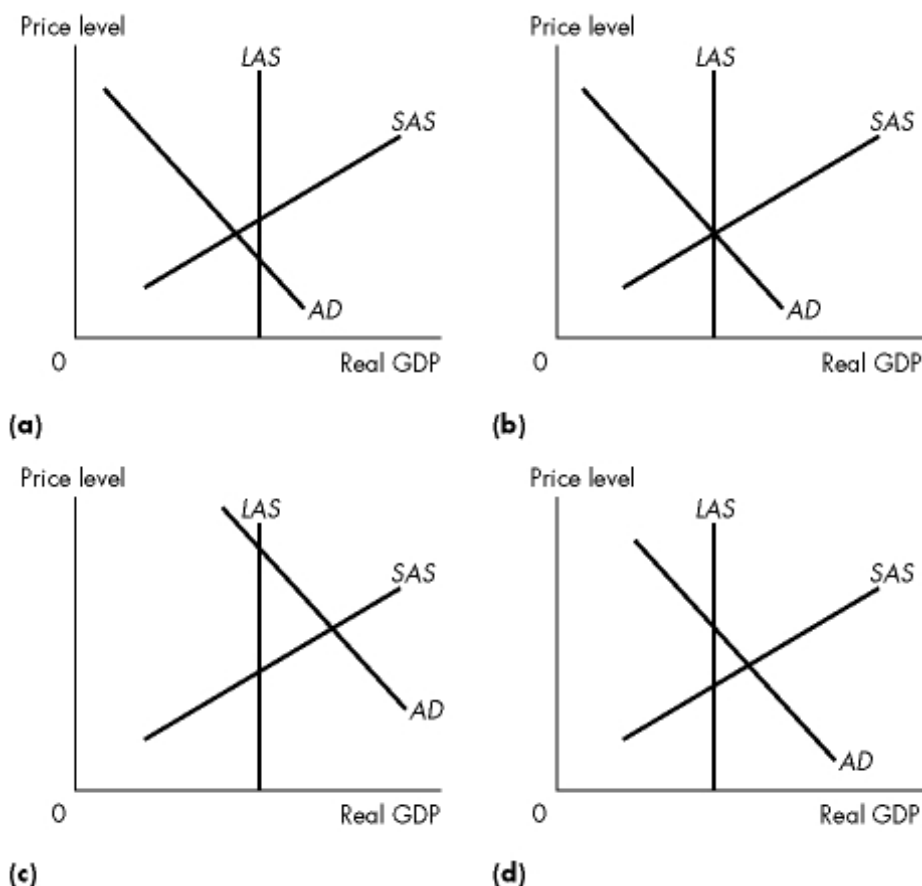 Price level
LAS
SAS
AD
0
Real GDP
(a)
Price level
LAS
SAS
AD
0
Real GDP
(b)
Price level
LAS
SAS
AD
0
Real GDP
(c)
Price level
LAS
SAS
AD
0
Real GDP
(d)